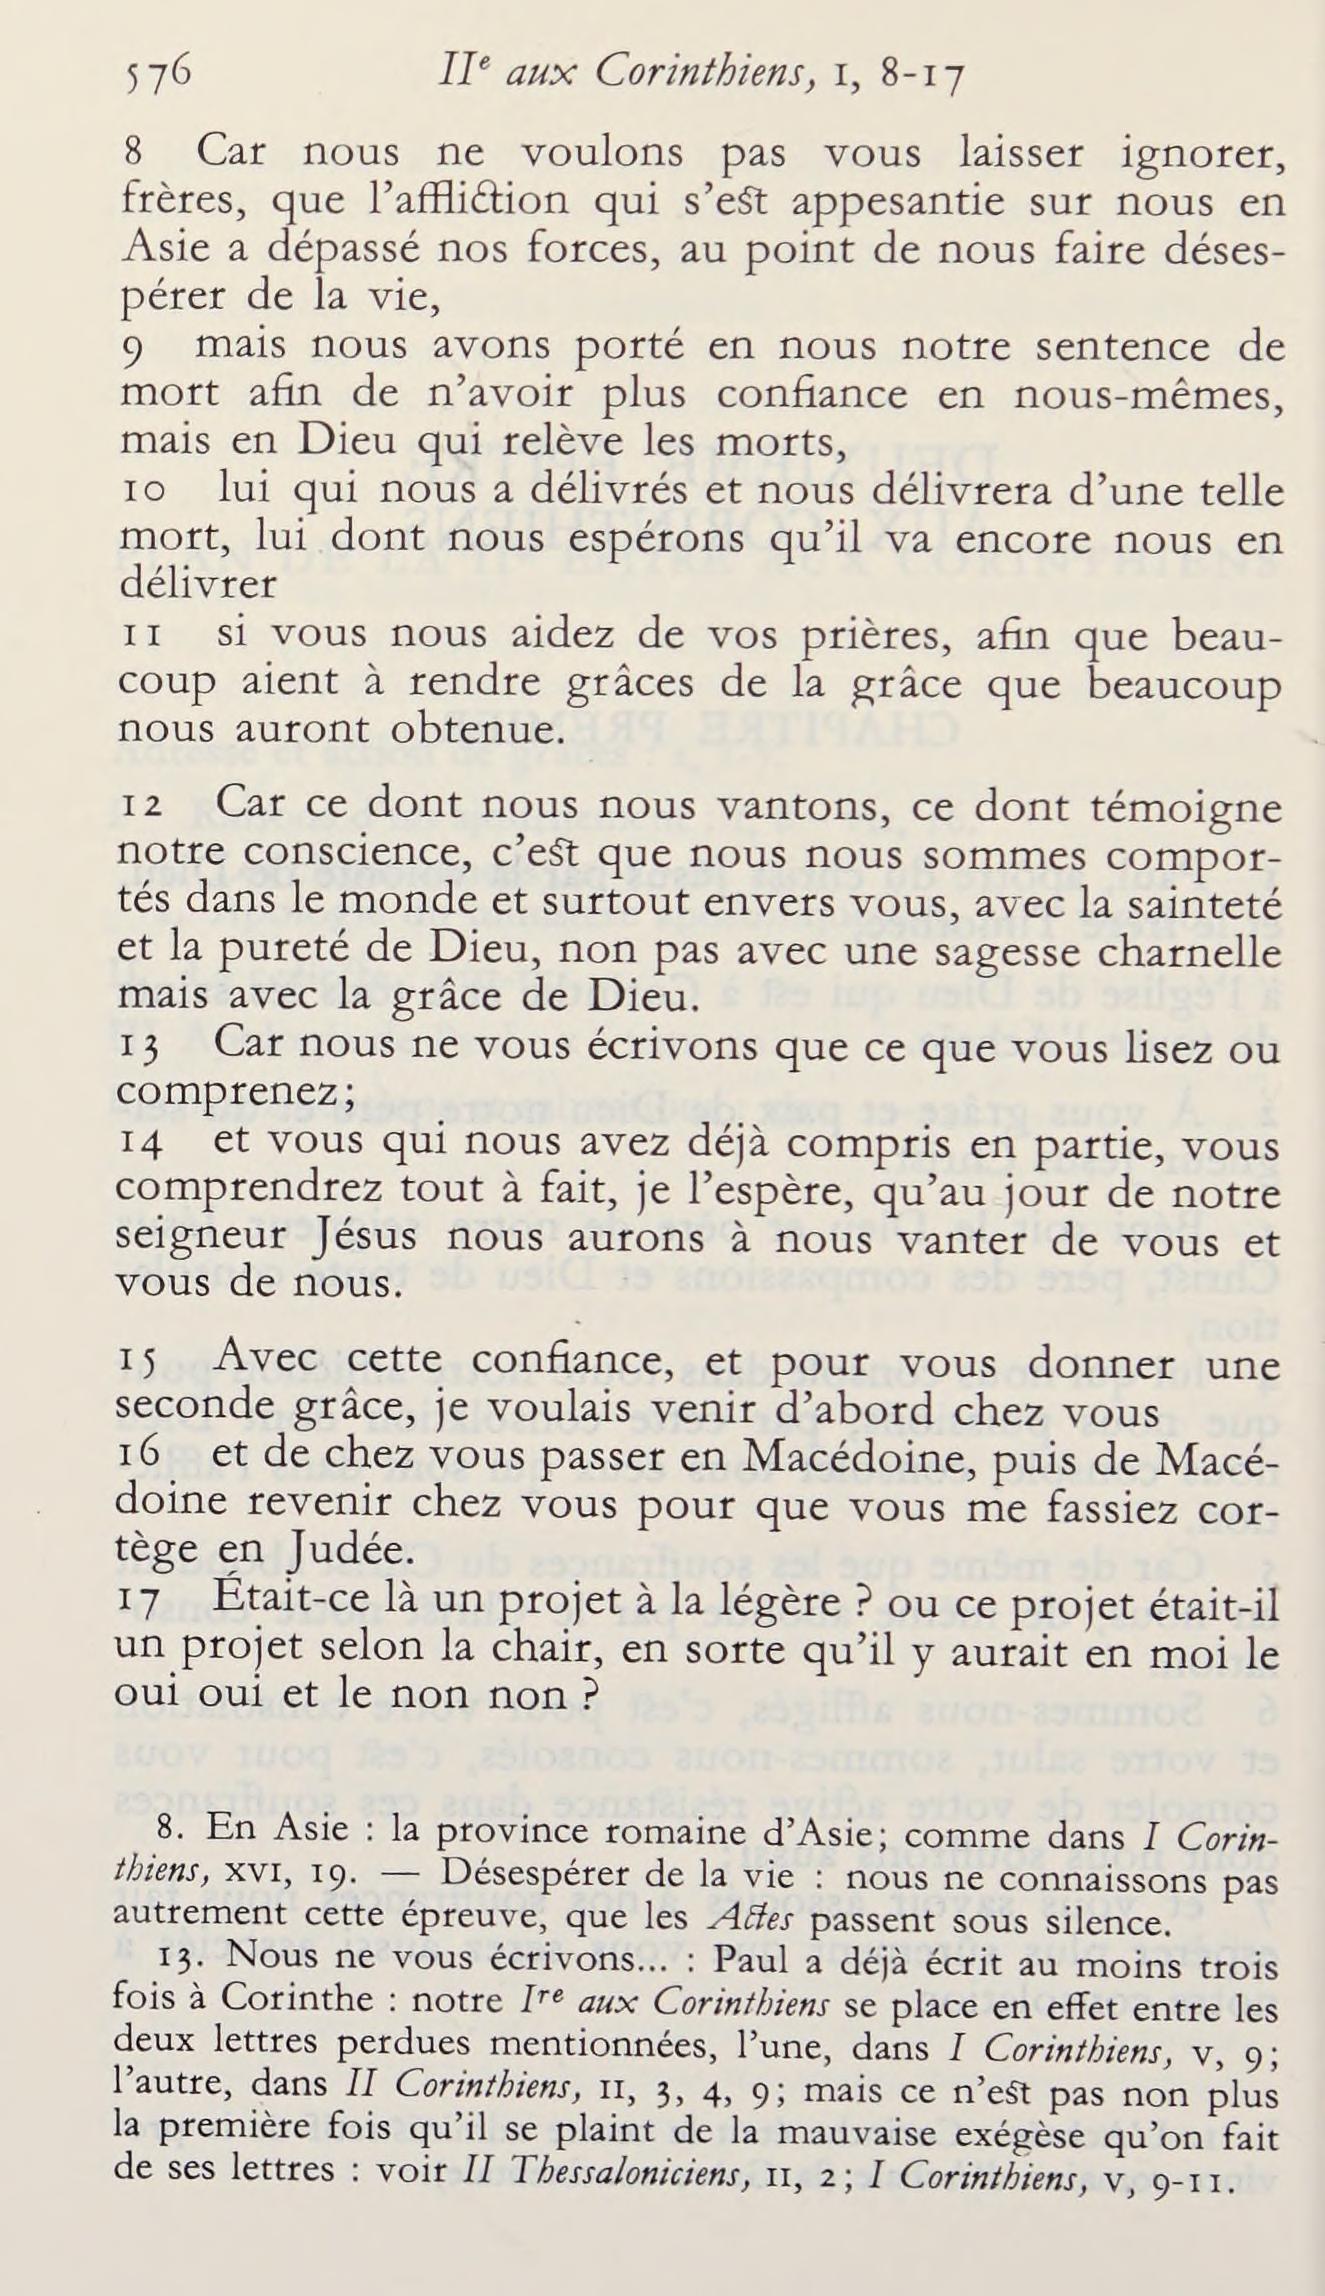 576
IIe aux Corinthiens, I, 8-17
8 Car nous ne voulons pas vous laisser ignorer,
frères, que l'affliction qui s'est appesantie sur nous en
Asie a dépassé nos forces, au point de nous faire déses-
pérer de la vie,
9 mais nous avons porté en nous notre sentence de
mort afin de n'avoir plus confiance en nous-mêmes,
mais en Dieu qui relève les morts,
10 lui qui nous a délivrés et nous délivrera d'une telle
mort, lui dont nous espérons qu'il va encore nous en
délivrer
11 si vous nous aidez de vos prières, afin que beau-
coup aient à rendre grâces de la grâce que beaucoup
nous auront obtenue.
12 Car ce dont nous nous vantons, ce dont témoigne
notre conscience, c'est que nous nous sommes compor-
tés dans le monde et surtout envers vous, avec la sainteté
et la pureté de Dieu, non pas avec une sagesse charnelle
mais avec la grâce de Dieu.
13 Car nous ne vous écrivons que ce que vous lisez ou
comprenez;
14 et vous qui nous avez déjà compris en partie, vous
comprendrez tout à fait, je l'espère, qu'au jour de notre
seigneur Jésus nous aurons à nous vanter de vous et
vous de nous.
15 Avec cette confiance, et pour vous donner une
seconde grâce, je voulais venir d'abord chez vous
16 et de chez vous passer en Macédoine, puis de Macé-
doine revenir chez vous pour que vous me fassiez cor-
tège en Judée.
17 Était-ce là un projet à la légère ? ou ce projet était-il
un projet selon la chair, en sorte qu'il y aurait en moi le
oui oui et le non non ?
8. En Asie : la province romaine d'Asie; comme dans I Corin-
thiens, XVI, 19. — Désespérer de la vie : nous ne connaissons pas
autrement cette épreuve, que les Actes passent sous silence.
13. Nous ne vous écrivons... : Paul a déjà écrit au moins trois
fois à Corinthe : notre Ire aux Corinthiens se place en effet entre les
deux lettres perdues mentionnées, l'une, dans I Corinthiens, V, 9;
l'autre, dans II Corinthiens, II, 3, 4, 9; mais ce n'est pas non plus
la première fois qu'il se plaint de la mauvaise exégèse qu'on fait
de ses lettres : voir II Thessaloniciens, II, 2; I Corinthiens, V, 9-11.